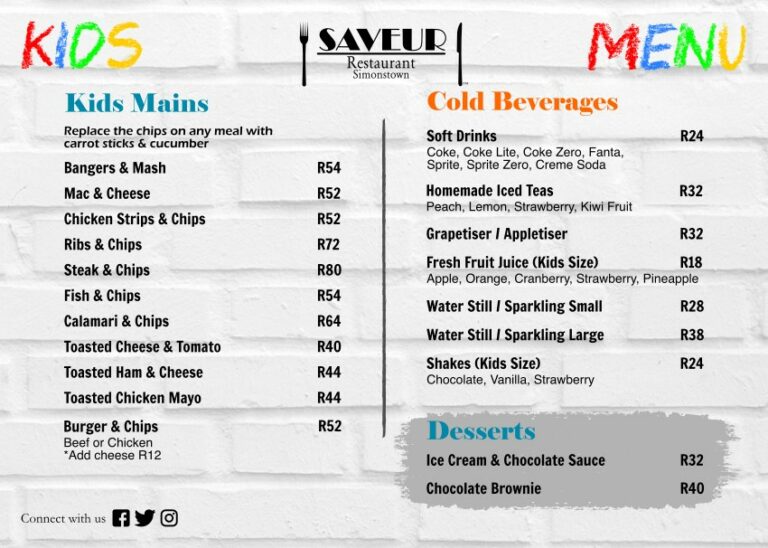 KIDS
SAVEUR
Restaurant
Simonstown
MENU
Kids Mains
Replace the chips on any meal with
carrot sticks & cucumber
Bangers & Mash R54
Mac & Cheese R52
Chicken Strips & Chips R52
Ribs & Chips R72
Steak & Chips R80
Fish & Chips R54
Calamari & Chips R64
Toasted Cheese & Tomato R40
Toasted Ham & Cheese R44
Toasted Chicken Mayo R44
Burger & Chips R52
Beef or Chicken
*Add cheese R12
Cold Beverages
Soft Drinks R24
Coke, Coke Lite, Coke Zero, Fanta,
Sprite, Sprite Zero, Creme Soda
Homemade Iced Teas R32
Peach, Lemon, Strawberry, Kiwi Fruit
Grapetiser / Appletiser R32
Fresh Fruit Juice (Kids Size) R18
Apple, Orange, Cranberry, Strawberry, Pineapple
Water Still / Sparkling Small R28
Water Still / Sparkling Large R38
Shakes (Kids Size) R24
Chocolate, Vanilla, Strawberry
Desserts
Ice Cream & Chocolate Sauce R32
Chocolate Brownie R40
Connect with us